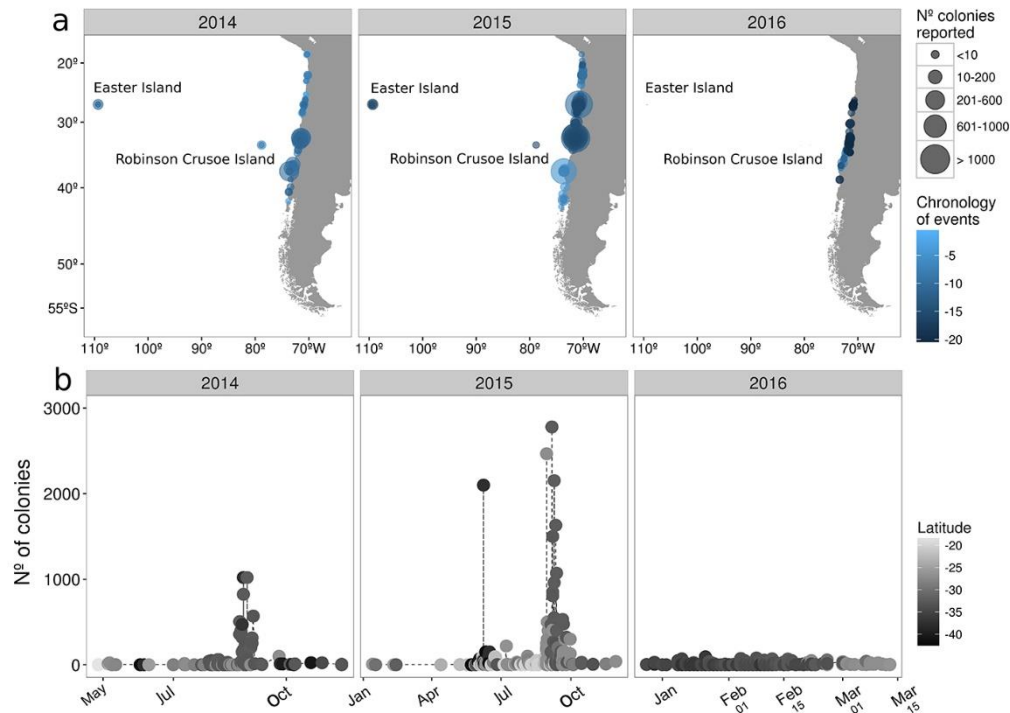 a
2014
2015
2016
20º
30º
40º
50º
55ºS
Easter Island
Robinson Crusoe Island
Easter Island
Robinson Crusoe Island
Easter Island
Robinson Crusoe Island
110º 100º 90º 80º 70ºW
110º 100º 90º 80º 70ºW
110º 100º 90º 80º 70ºW
Nº colonies
reported
<10
10-200
201-600
601-1000
> 1000
Chronology
of events
-5
-10
-15
-20
b
2014
2015
2016
Nº of colonies
3000
2000
1000
0
May Jul Oct
Jan Apr Jul Oct
Jan Feb 01 Feb 15 Mar 01 Mar 15
Latitude
-20
-25
-30
-35
-40